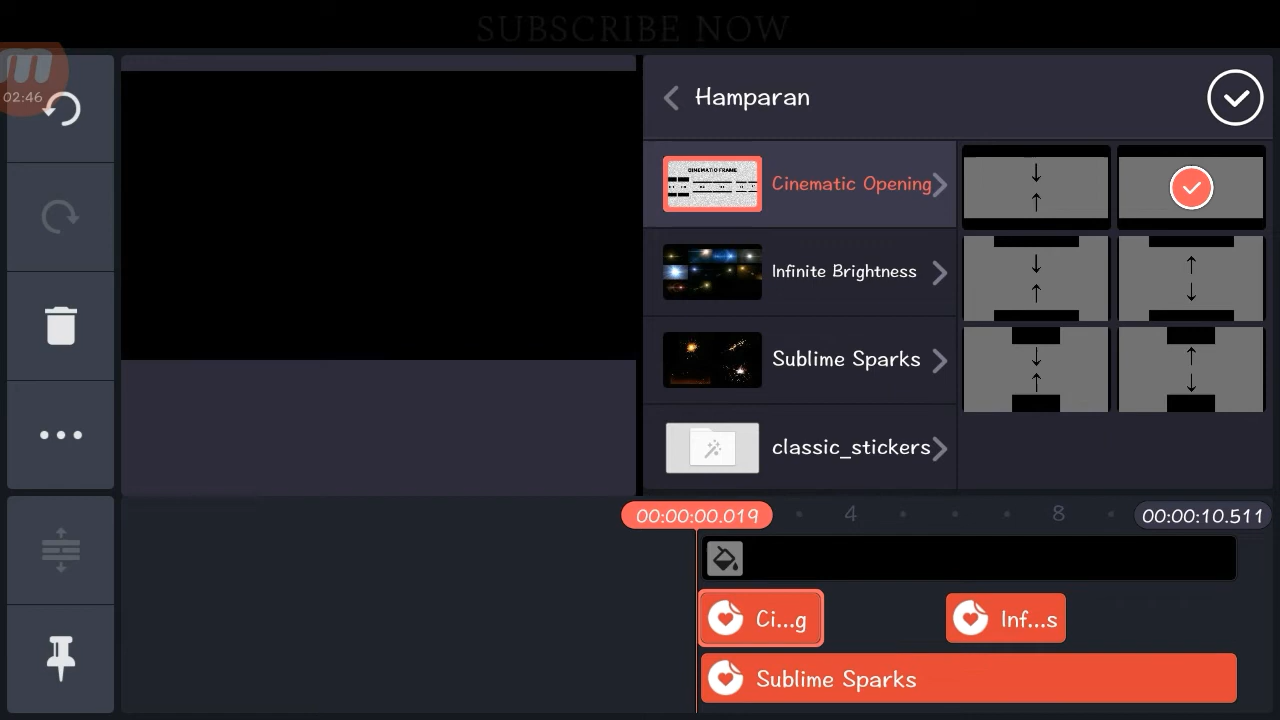 SUBSCRIBE NOW
02:46
Hamparan
CINEMATIC FRAME
Cinematic Opening
Infinite Brightness
Sublime Sparks
classic_stickers
00:00:00.019
4
8
00:00:10.511
Ci...g
Inf...s
Sublime Sparks